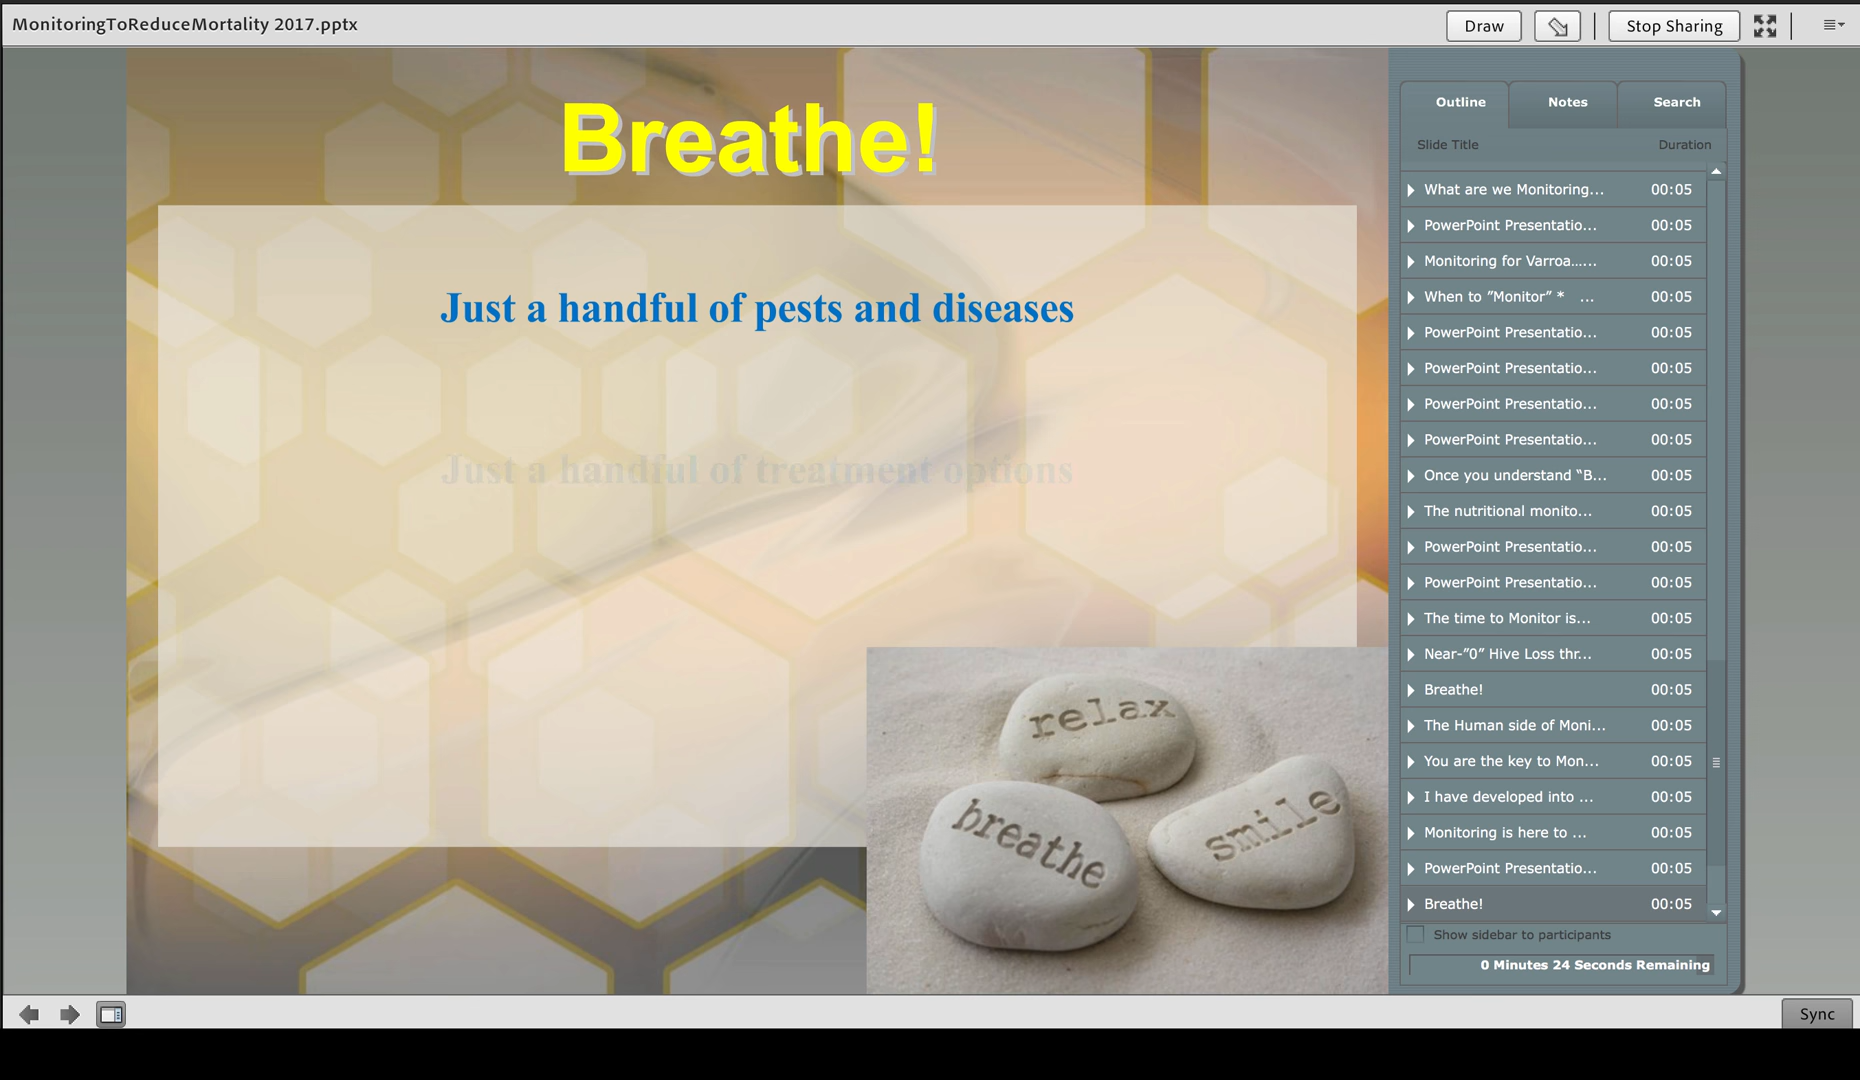 MonitoringToReduceMortality 2017.pptx
Draw
Stop Sharing
Breathe!
Just a handful of pests and diseases
Just a handful of treatment options
relax
breathe
smile
Outline Notes Search
Slide Title Duration
What are we Monitoring... 00:05
PowerPoint Presentatio... 00:05
Monitoring for Varroa...... 00:05
When to ”Monitor” * ... 00:05
PowerPoint Presentatio... 00:05
PowerPoint Presentatio... 00:05
PowerPoint Presentatio... 00:05
PowerPoint Presentatio... 00:05
Once you understand “B... 00:05
The nutritional monito... 00:05
PowerPoint Presentatio... 00:05
PowerPoint Presentatio... 00:05
The time to Monitor is... 00:05
Near-”0” Hive Loss thr... 00:05
Breathe! 00:05
The Human side of Moni... 00:05
You are the key to Mon... 00:05
I have developed into ... 00:05
Monitoring is here to ... 00:05
PowerPoint Presentatio... 00:05
Breathe! 00:05
Show sidebar to participants
0 Minutes 24 Seconds Remaining
Sync